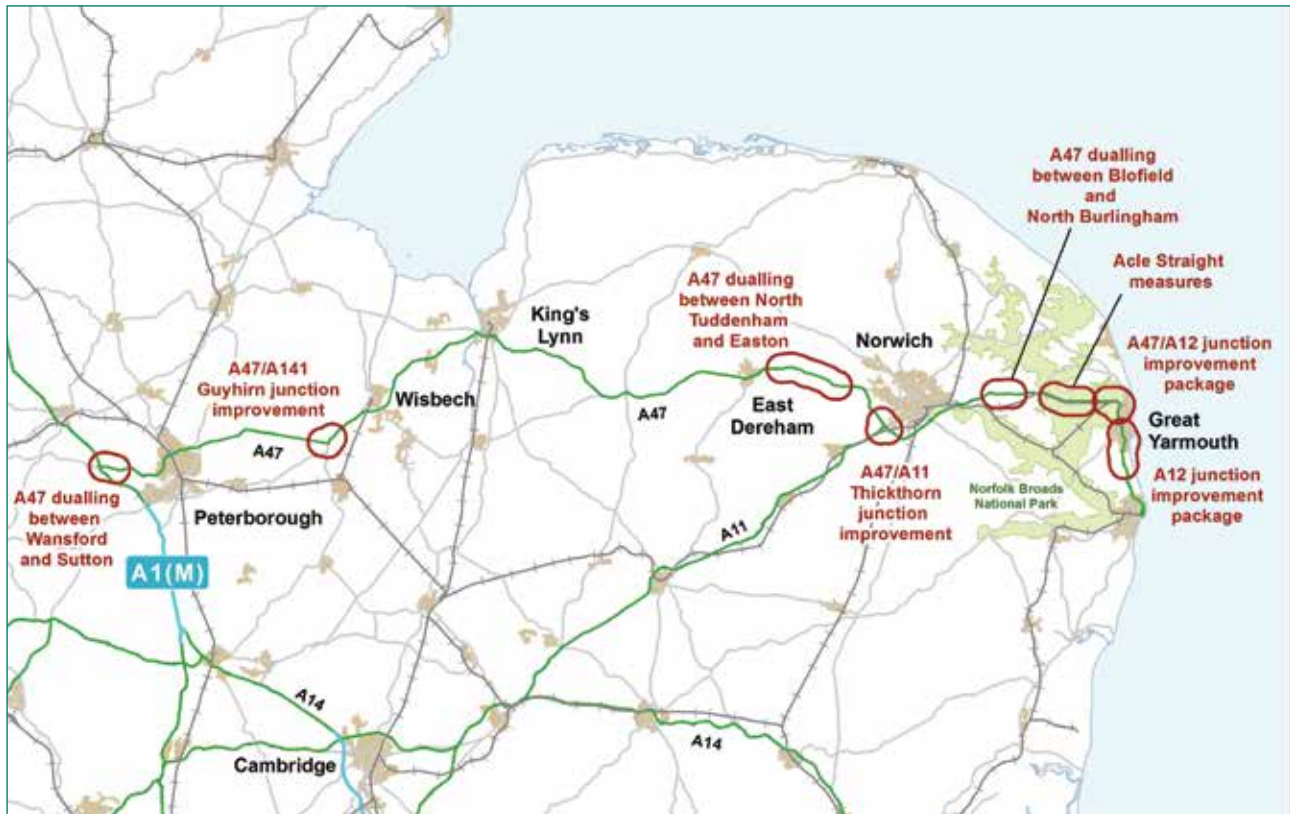 A47 dualling
between Blofield
and
North Burlingham
Acle Straight
measures
A47 dualling
between North
Tuddenham
and Easton
King's
Lynn
Norwich
A47/A12 junction
improvement
package
A47/A141
Guyhirn junction
improvement
Wisbech
A47
East
Dereham
Great
Yarmouth
A47
A47/A11
Thickthorn
junction
improvement
Norfolk Broads
National Park
A12 junction
improvement
package
A47 dualling
between
Wansford
and Sutton
Peterborough
A11
A1(M)
A14
A14
Cambridge